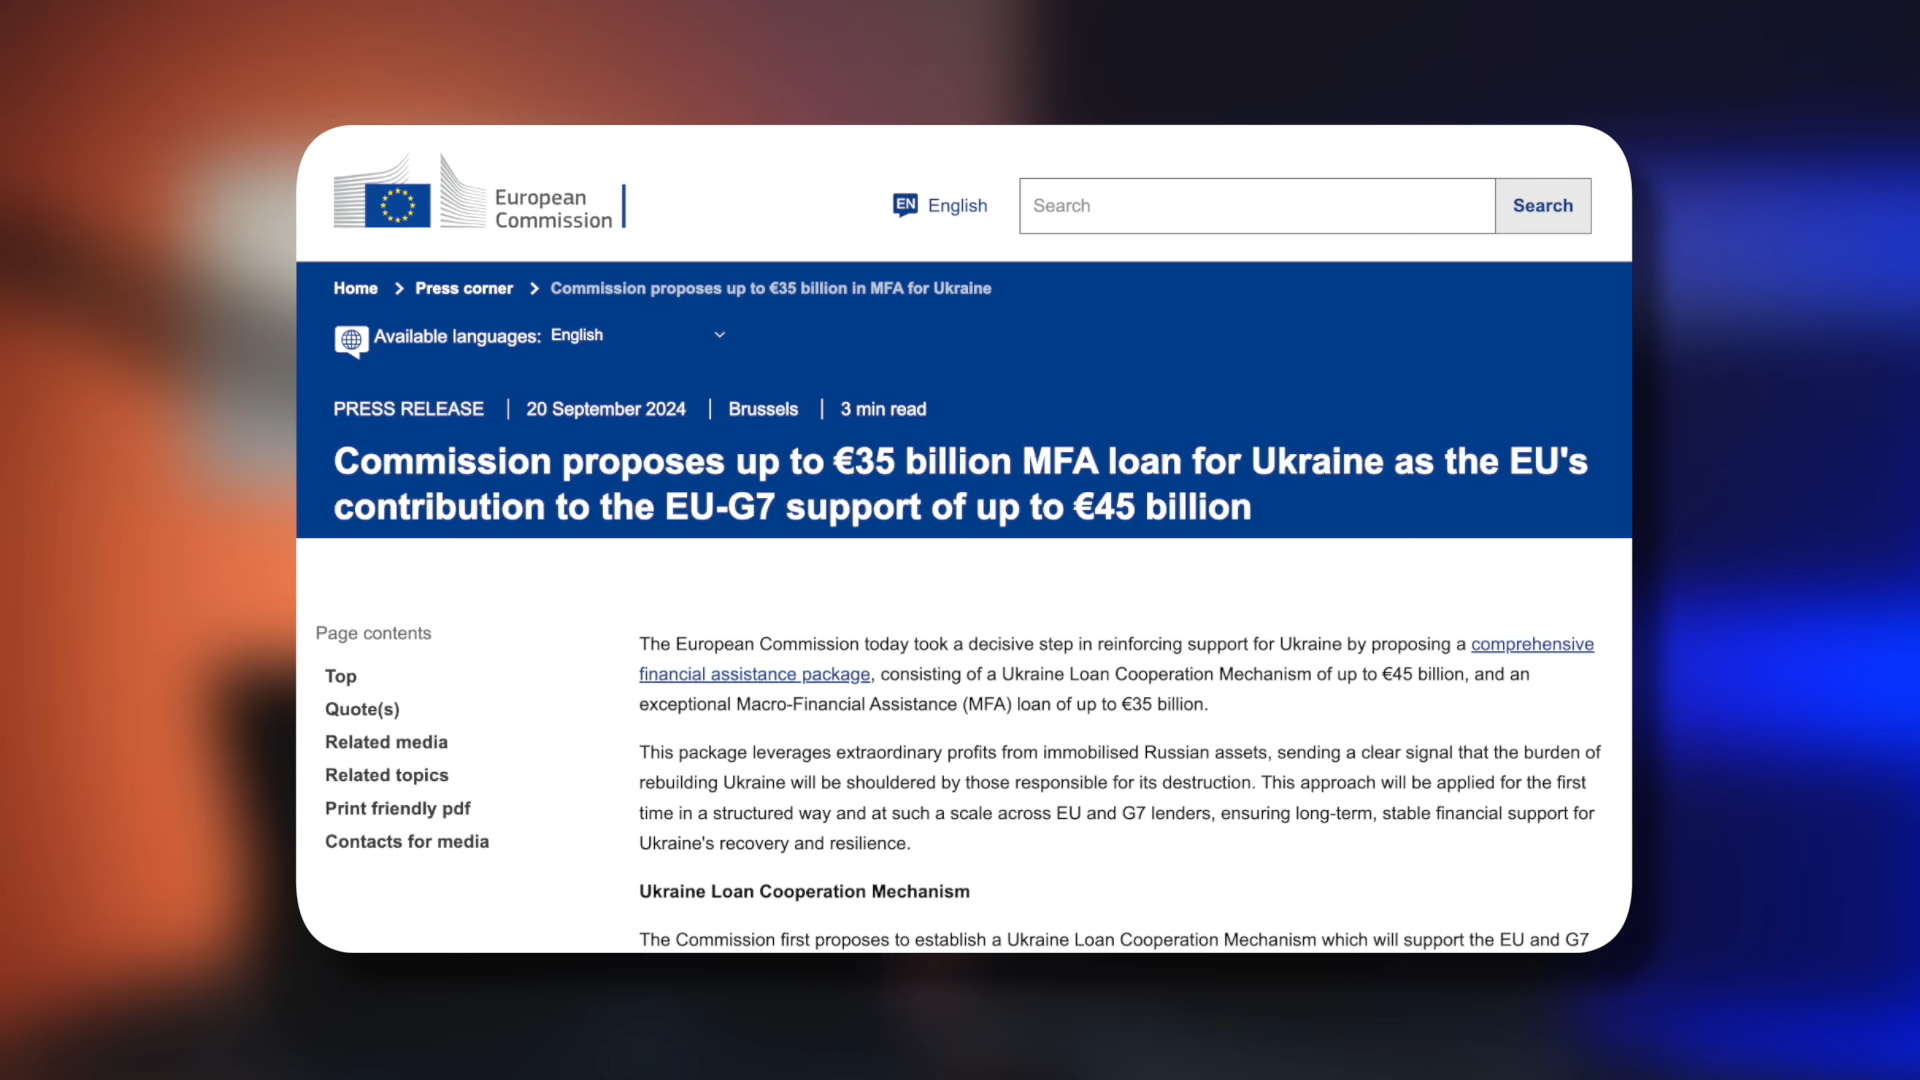 European
Commission
EN English
Search
Search
Home > Press corner > Commission proposes up to €35 billion in MFA for Ukraine
Available languages: English
PRESS RELEASE | 20 September 2024 | Brussels | 3 min read
Commission proposes up to €35 billion MFA loan for Ukraine as the EU's
contribution to the EU-G7 support of up to €45 billion
Page contents
Top
Quote(s)
Related media
Related topics
Print friendly pdf
Contacts for media
The European Commission today took a decisive step in reinforcing support for Ukraine by proposing a comprehensive
financial assistance package, consisting of a Ukraine Loan Cooperation Mechanism of up to €45 billion, and an
exceptional Macro-Financial Assistance (MFA) loan of up to €35 billion.
This package leverages extraordinary profits from immobilised Russian assets, sending a clear signal that the burden of
rebuilding Ukraine will be shouldered by those responsible for its destruction. This approach will be applied for the first
time in a structured way and at such a scale across EU and G7 lenders, ensuring long-term, stable financial support for
Ukraine's recovery and resilience.
Ukraine Loan Cooperation Mechanism
The Commission first proposes to establish a Ukraine Loan Cooperation Mechanism which will support the EU and G7